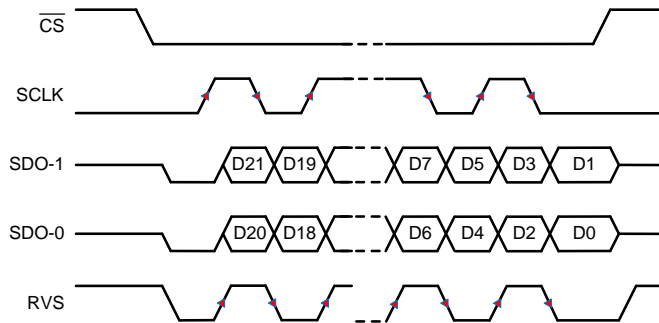 CS
SCLK
SDO-1 D21 D19 D7 D5 D3 D1
SDO-0 D20 D18 D6 D4 D2 D0
RVS